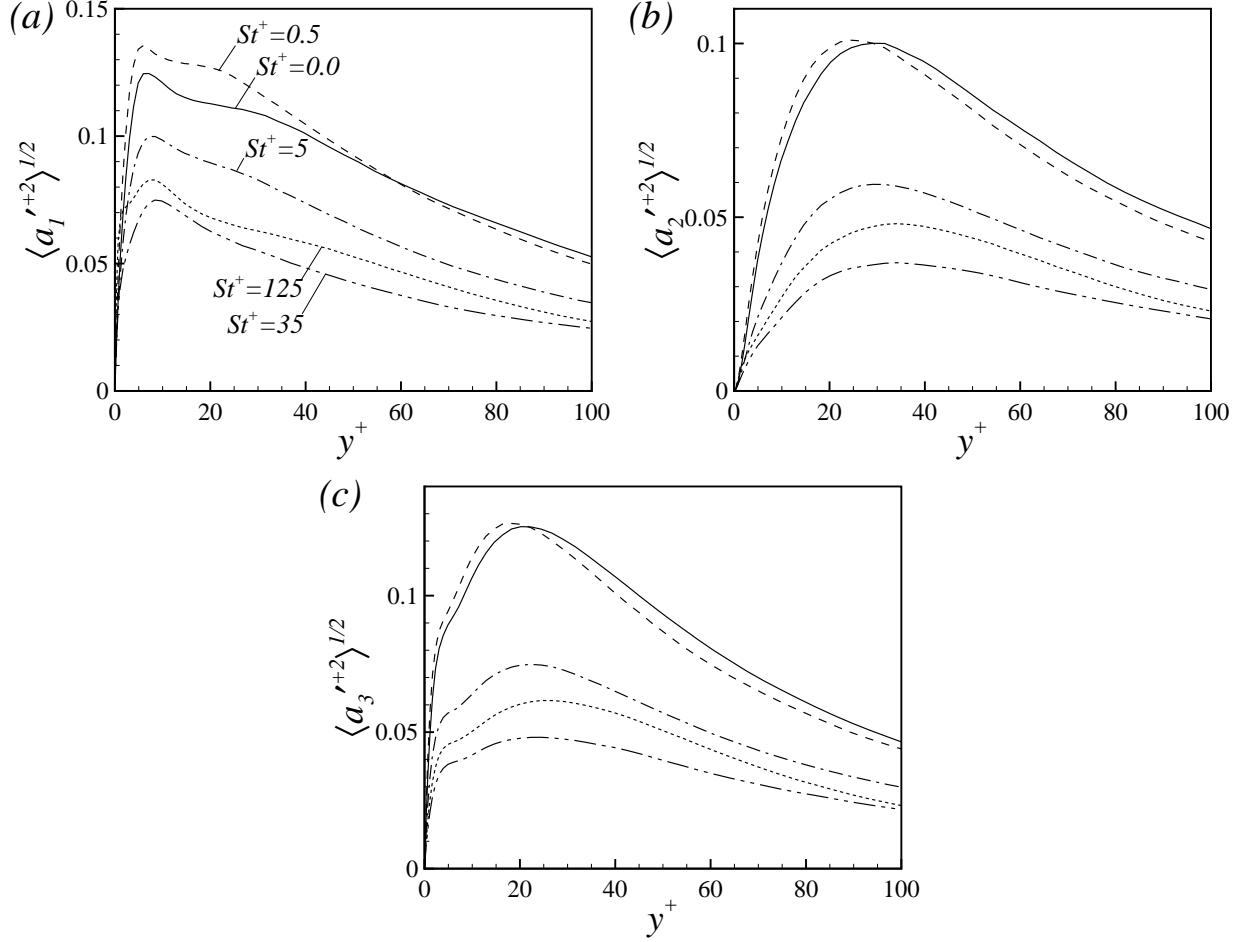 (a)
⟨a₁′⁺²⟩^1/2
0.15
0.1
0.05
0
St⁺=0.5
St⁺=0.0
St⁺=5
St⁺=125
St⁺=35
0 20 40 60 80 100
y⁺
(b)
⟨a₂′⁺²⟩^1/2
0.1
0.05
0
0 20 40 60 80 100
y⁺
(c)
⟨a₃′⁺²⟩^1/2
0.1
0.05
0
0 20 40 60 80 100
y⁺